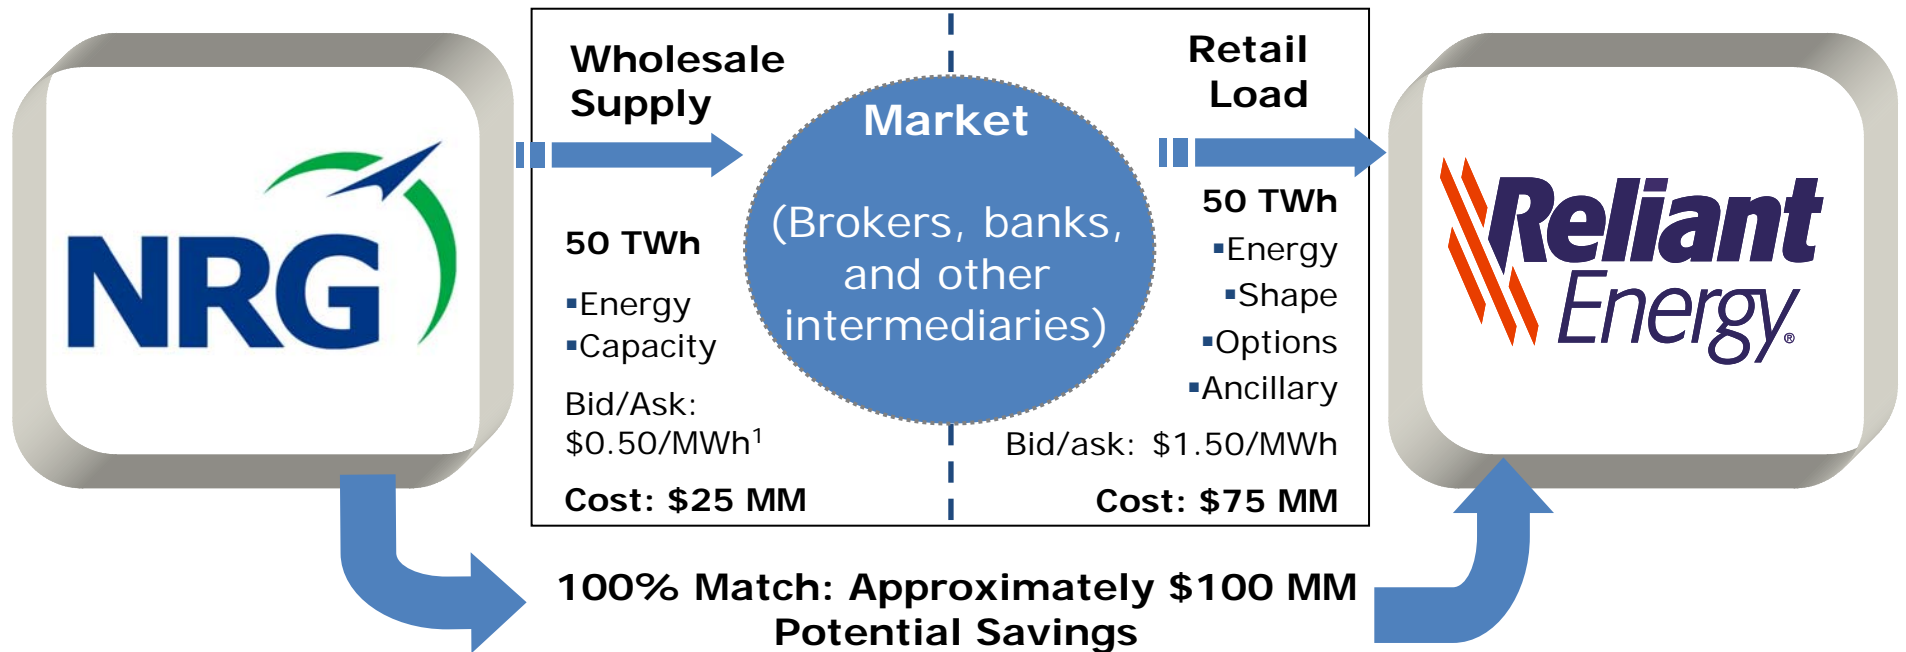 NRG
Wholesale
Supply
50 TWh
▪Energy
▪Capacity
Bid/Ask:
$0.50/MWh¹
Cost: $25 MM
Market
(Brokers, banks,
and other
intermediaries)
Retail
Load
50 TWh
▪Energy
▪Shape
▪Options
▪Ancillary
Bid/ask: $1.50/MWh
Cost: $75 MM
Reliant
Energy®
100% Match: Approximately $100 MM
Potential Savings